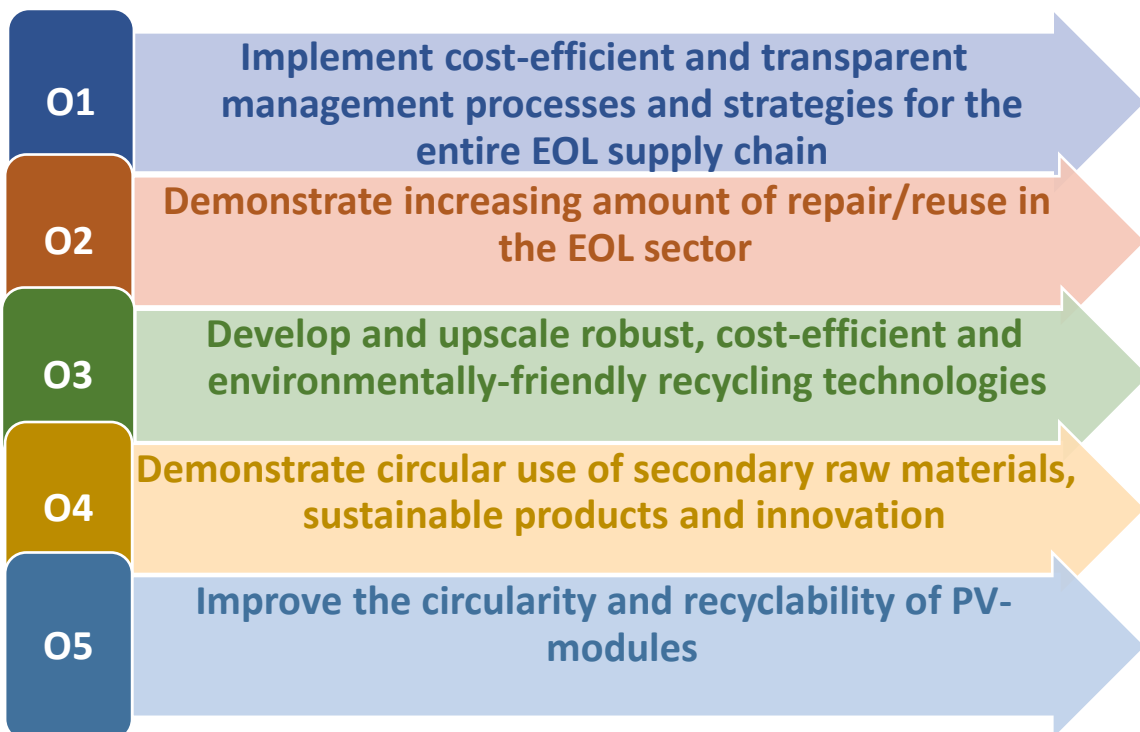 O1
Implement cost-efficient and transparent
management processes and strategies for the
entire EOL supply chain
O2
Demonstrate increasing amount of repair/reuse in
the EOL sector
O3
Develop and upscale robust, cost-efficient and
environmentally-friendly recycling technologies
O4
Demonstrate circular use of secondary raw materials,
sustainable products and innovation
O5
Improve the circularity and recyclability of PV-
modules